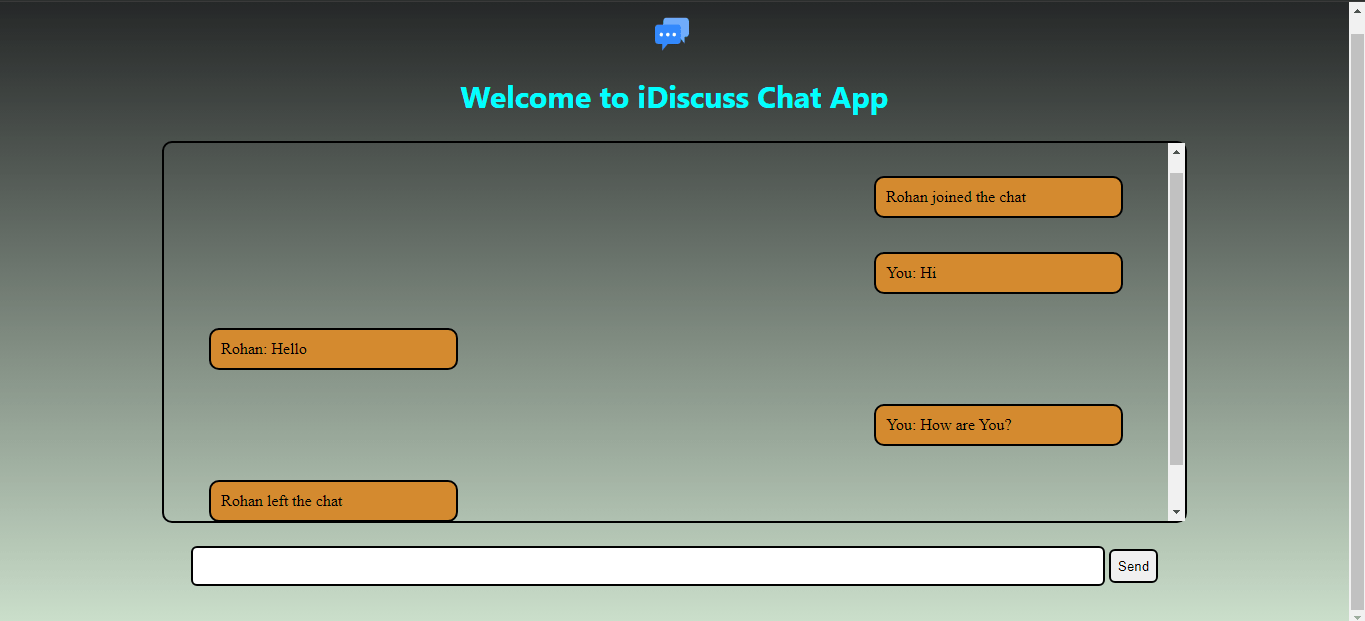 Welcome to iDiscuss Chat App
Rohan joined the chat
You: Hi
Rohan: Hello
You: How are You?
Rohan left the chat
Send